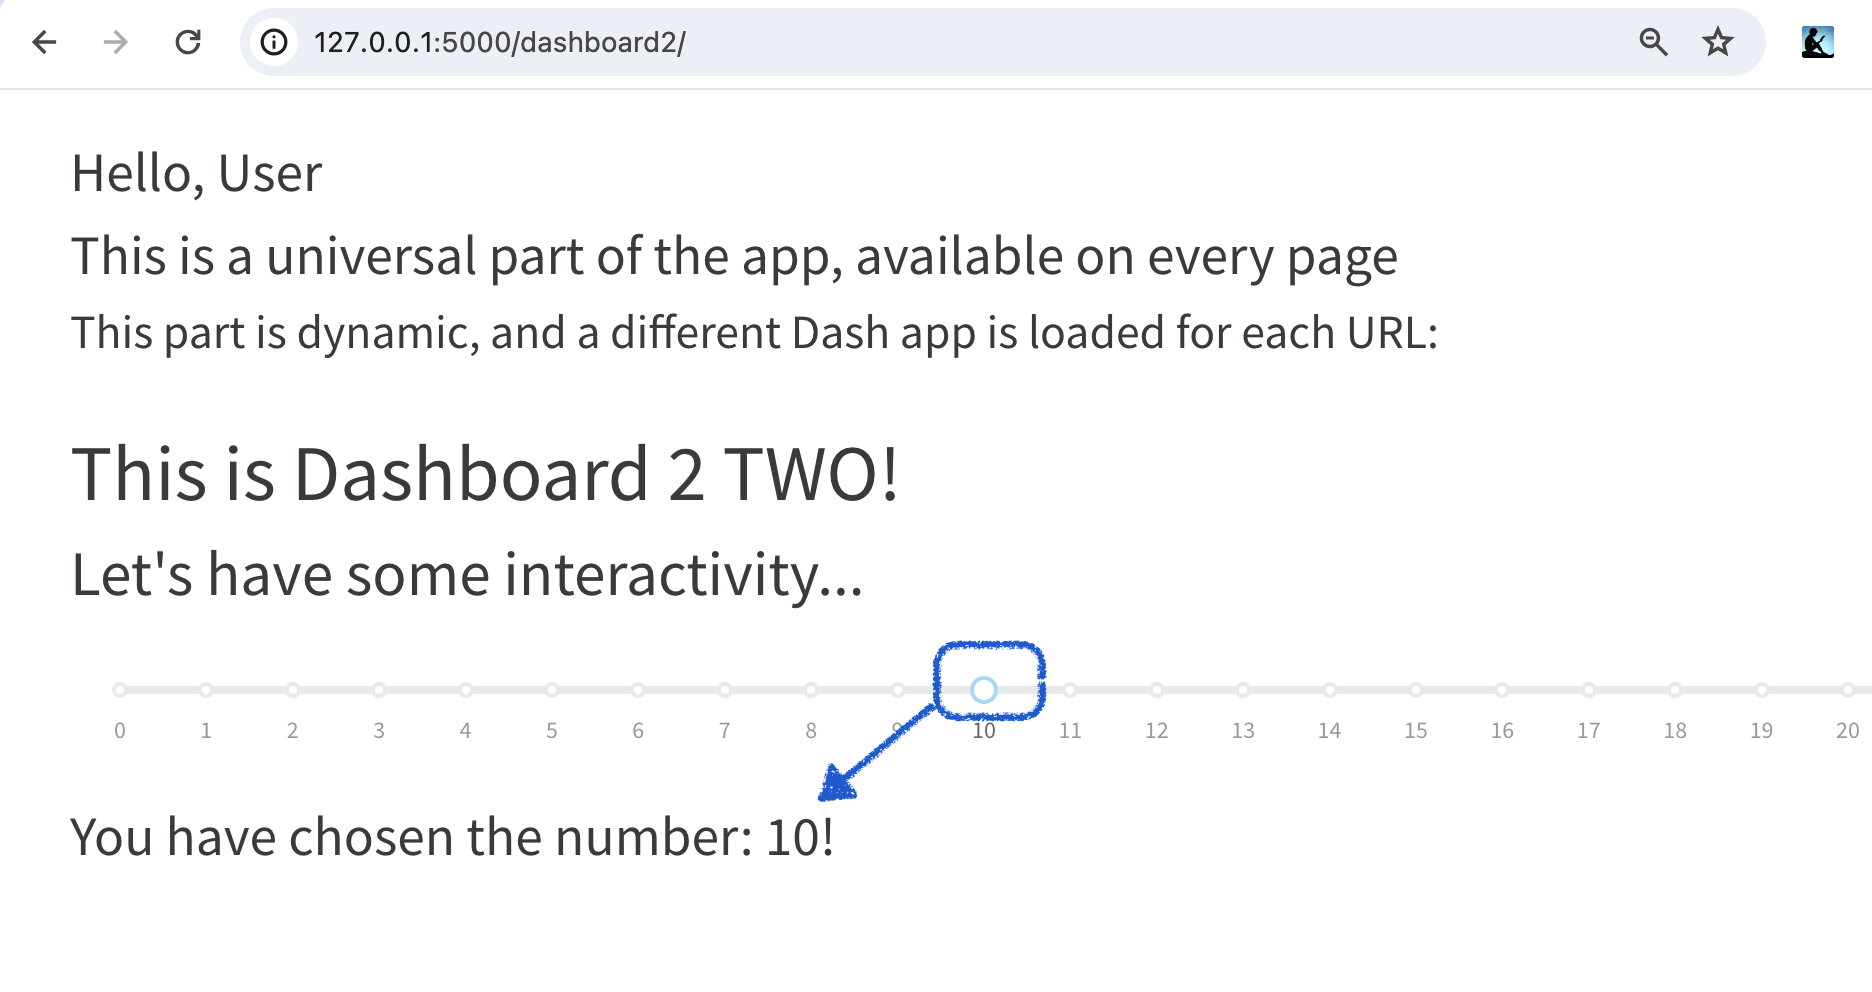 127.0.0.1:5000/dashboard2/
Hello, User
This is a universal part of the app, available on every page
This part is dynamic, and a different Dash app is loaded for each URL:
This is Dashboard 2 TWO!
Let's have some interactivity...
0 1 2 3 4 5 6 7 8 9 10 11 12 13 14 15 16 17 18 19 20
You have chosen the number: 10!